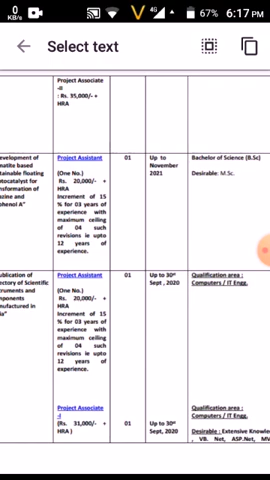 0
KB/s
4G
67%
6:17 PM
Select text
Project Associate
-II
: Rs. 35,000/- +
HRA
evelopment of
matite based
tainable floating
otocatalyst for
nsformation of
azine and
phenol A"
Project Assistant
(One No.)
Rs. 20,000/- +
HRA
Increment of 15
% for 03 years of
experience with
maximum ceiling
of 04 such
revisions ie upto
12 years of
experience.
01
Up to
November
2021
Bachelor of Science (B.Sc)
Desirable: M.Sc.
ublication of
ectory of Scientific
truments and
mponents
nufactured in
ia"
Project Assistant
(One No.)
Rs. 20,000/- +
HRA
Increment of 15
% for 03 years of
experience with
maximum ceiling
of 04 such
revisions ie upto
12 years of
experience.
01
Up to 30st
Sept , 2020
Qualification area :
Computers / IT Engg.
Project Associate
-I
(Rs. 31,000/- +
HRA )
01
Up to 30st
Sept, 2020
Qualification area :
Computers / IT Engg.
Desirable : Extensive Knowle
, VB. Net, ASP.Net, MV